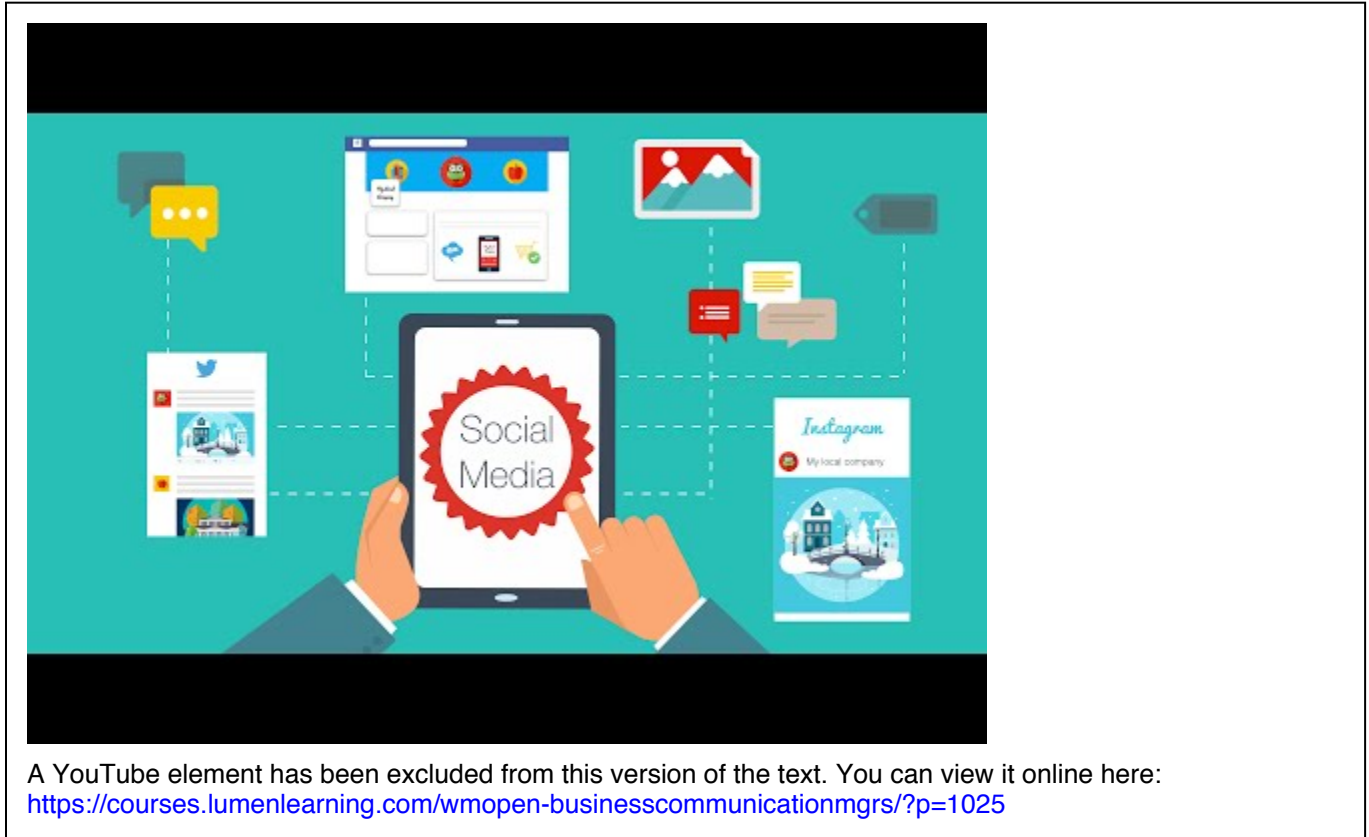 Social
Media
Instagram
My local company
A YouTube element has been excluded from this version of the text. You can view it online here:
https://courses.lumenlearning.com/wmopen-businesscommunicationmgrs/?p=1025